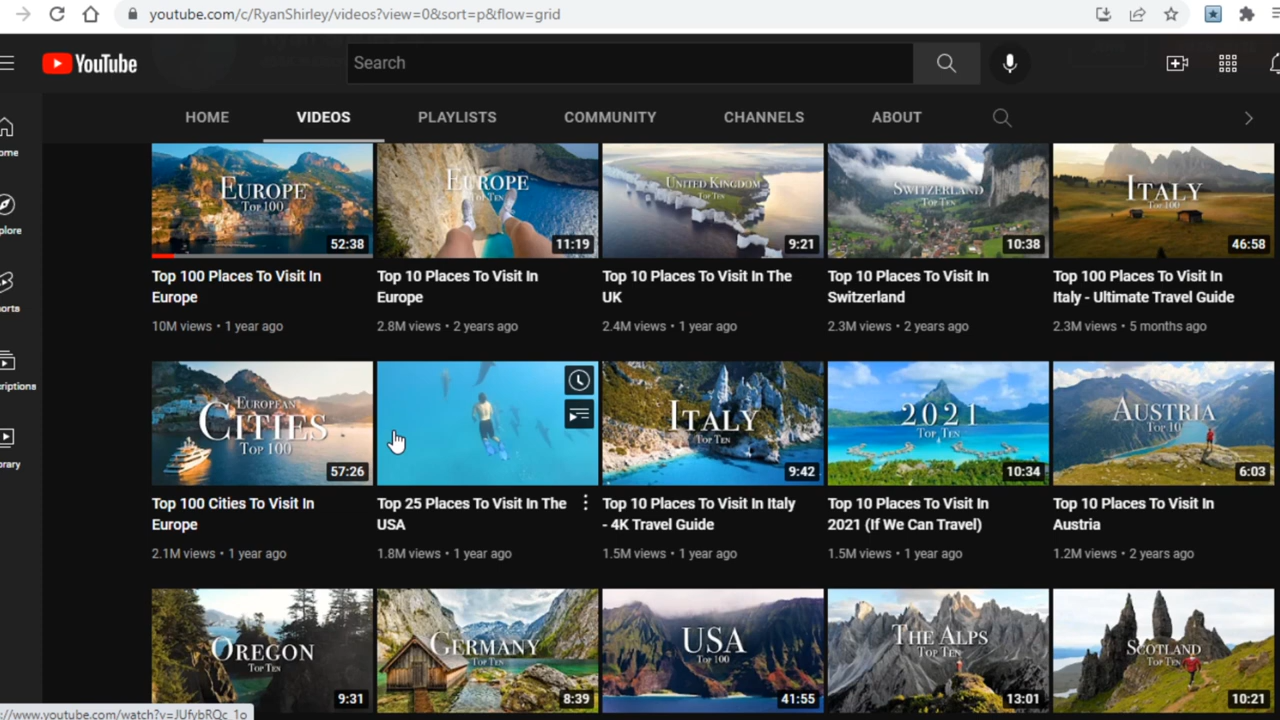 youtube.com/c/RyanShirley/videos?view=0&sort=p&flow=grid
YouTube
Search
HOME VIDEOS PLAYLISTS COMMUNITY CHANNELS ABOUT
ome
plore
orts
riptions
rary
EUROPE
TOP 100
52:38
EUROPE
TOP TEN
11:19
UNITED KINGDOM
TOP TEN
9:21
SWITZERLAND
TOP TEN
10:38
ITALY
TOP 100
46:58
Top 100 Places To Visit In
Europe
10M views • 1 year ago
Top 10 Places To Visit In
Europe
2.8M views • 2 years ago
Top 10 Places To Visit In The
UK
2.4M views • 1 year ago
Top 10 Places To Visit In
Switzerland
2.3M views • 2 years ago
Top 100 Places To Visit In
Italy - Ultimate Travel Guide
2.3M views • 5 months ago
EUROPEAN
CITIES
TOP 100
57:26
ITALY
TOP TEN
9:42
2021
TOP TEN
10:34
AUSTRIA
TOP 10
6:03
Top 100 Cities To Visit In
Europe
2.1M views • 1 year ago
Top 25 Places To Visit In The
USA
1.8M views • 1 year ago
Top 10 Places To Visit In Italy
- 4K Travel Guide
1.5M views • 1 year ago
Top 10 Places To Visit In
2021 (If We Can Travel)
1.5M views • 1 year ago
Top 10 Places To Visit In
Austria
1.2M views • 2 years ago
OREGON
TOP TEN
9:31
GERMANY
TOP TEN
8:39
USA
TOP 100
41:55
THE ALPS
TOP TEN
13:01
SCOTLAND
TOP TEN
10:21
://www.youtube.com/watch?v=JUfybRQc_1o